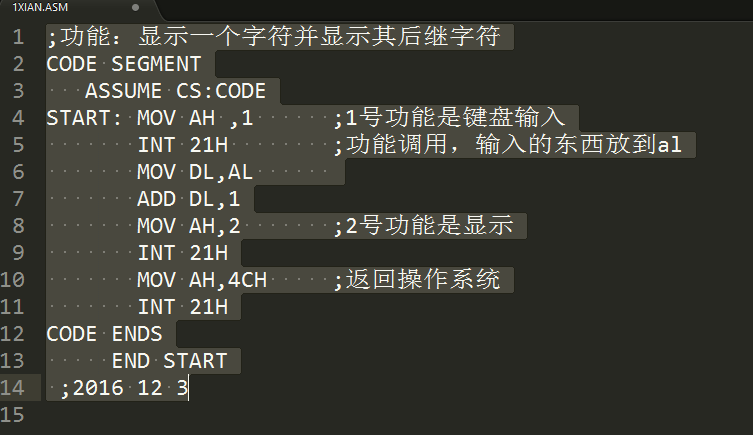 1XIAN.ASM
1 ;功能：显示一个字符并显示其后继字符
2 CODE SEGMENT
3    ASSUME CS:CODE
4 START: MOV AH ,1      ;1号功能是键盘输入
5        INT 21H        ;功能调用，输入的东西放到al
6        MOV DL,AL
7        ADD DL,1
8        MOV AH,2       ;2号功能是显示
9        INT 21H
10        MOV AH,4CH     ;返回操作系统
11        INT 21H
12 CODE ENDS
13      END START
14  ;2016 12 3
15